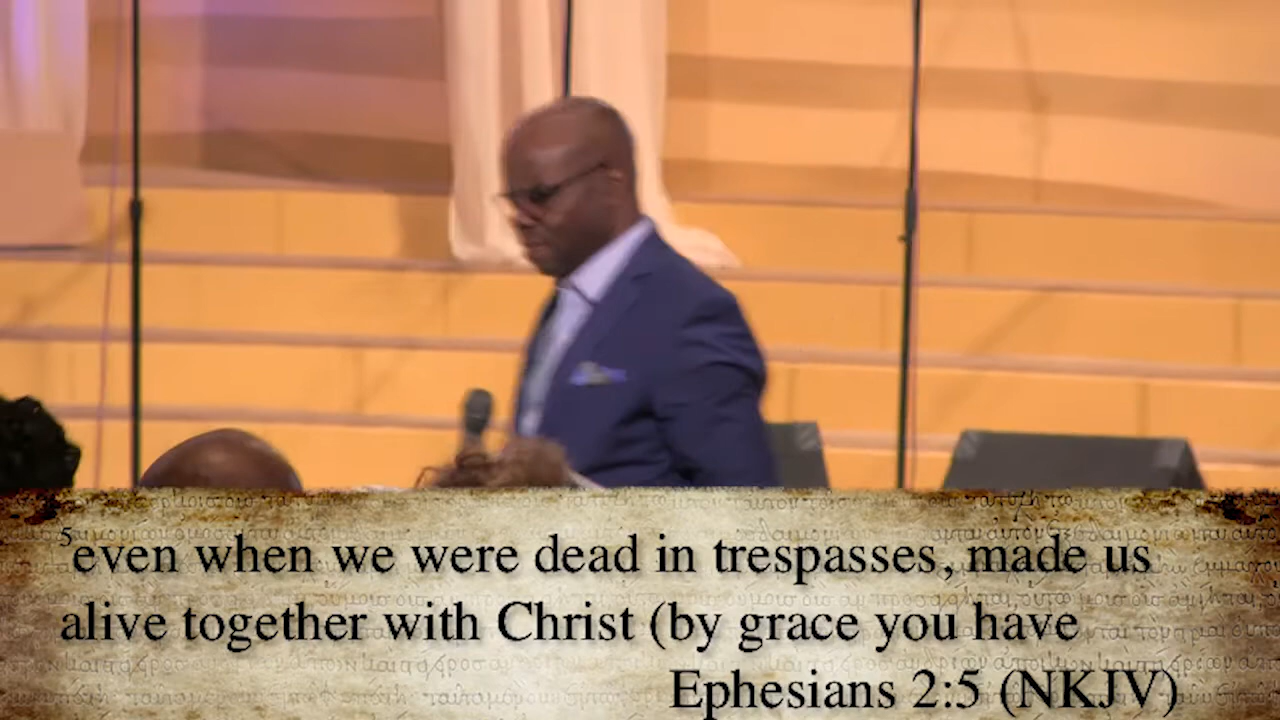 ⁵even when we were dead in trespasses, made us
alive together with Christ (by grace you have
Ephesians 2:5 (NKJV)